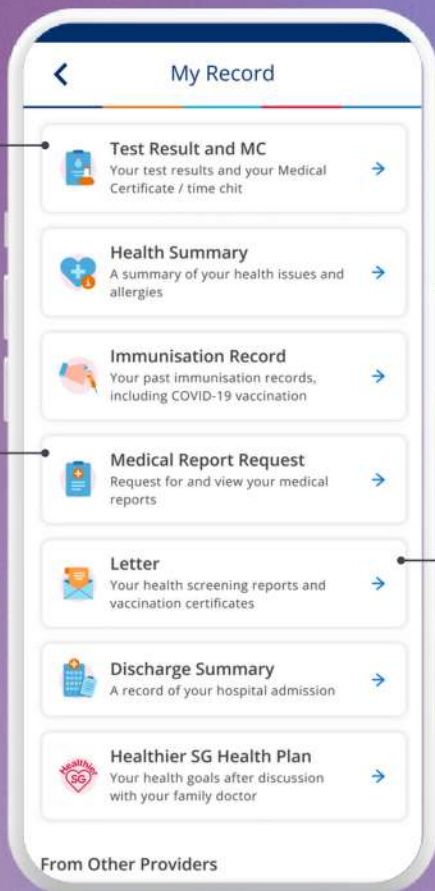 My Record
Test Result and MC
Your test results and your Medical
Certificate / time chit
Health Summary
A summary of your health issues and
allergies
Immunisation Record
Your past immunisation records,
including COVID-19 vaccination
Medical Report Request
Request for and view your medical
reports
Letter
Your health screening reports and
vaccination certificates
Discharge Summary
A record of your hospital admission
Healthier
SG
Healthier SG Health Plan
Your health goals after discussion
with your family doctor
From Other Providers